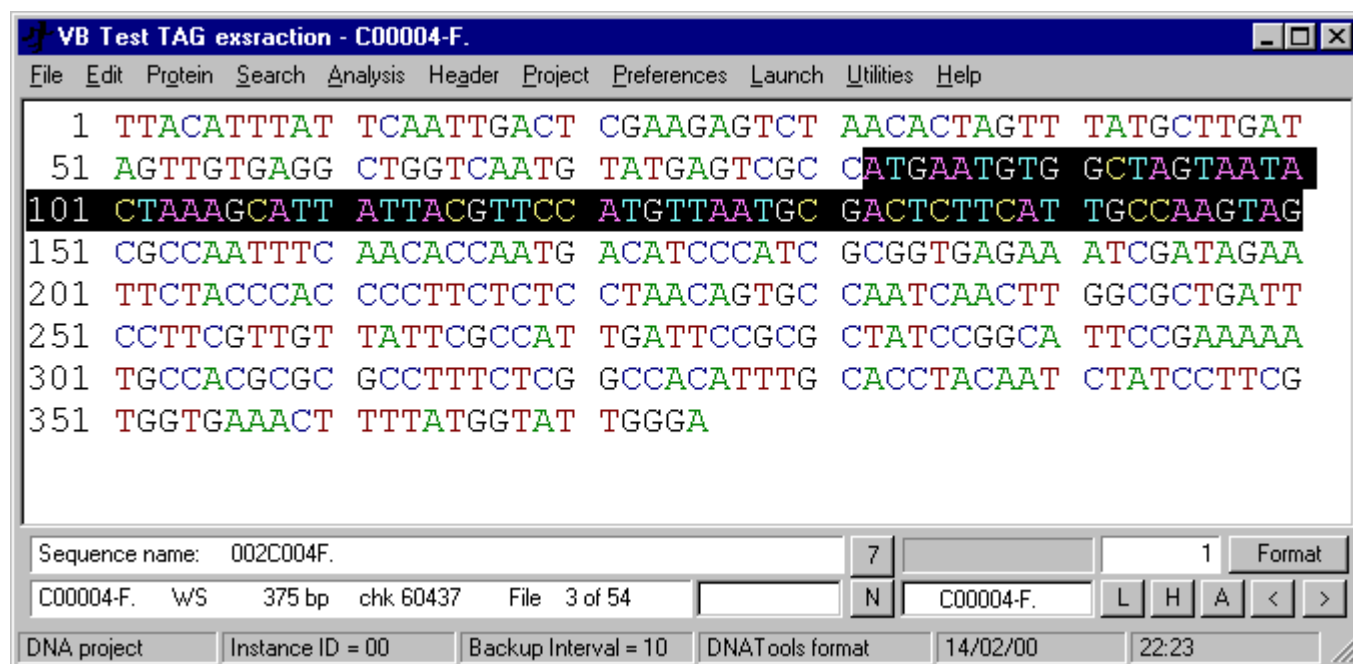 VB Test TAG exsraction - C00004-F.
File Edit Protein Search Analysis Header Project Preferences Launch Utilities Help
1 TTACATTTAT TCAATTGACT CGAAGAGTCT AACACTAGTT TATGCTTGAT
51 AGTTGTGAGG CTGGTCAATG TATGAGTCGC CATGAATGTG GCTAGTAATA
101 CTAAAGCATT ATTACGTTCC ATGTTAATGC GACTCTTCAT TGCCAAGTAG
151 CGCCAATTTC AACACCAATG ACATCCCATC GCGGTGAGAA ATCGATAGAA
201 TTCTACCCAC CCCTTCTCTC CTAACAGTGC CAATCAACTT GGCGCTGATT
251 CCTTCGTTGT TATTCGCCAT TGATTCCGCG CTATCCGGCA TTCCGAAAAA
301 TGCCACGCGC GCCTTTCTCG GCCACATTTG CACCTACAAT CTATCCTTCG
351 TGGTGAAACT TTTATGGTAT TGGGA
Sequence name: 002C004F. 7 1 Format
C00004-F. WS 375 bp chk 60437 File 3 of 54 N C00004-F. L H A < >
DNA project Instance ID = 00 Backup Interval = 10 DNATools format 14/02/00 22:23